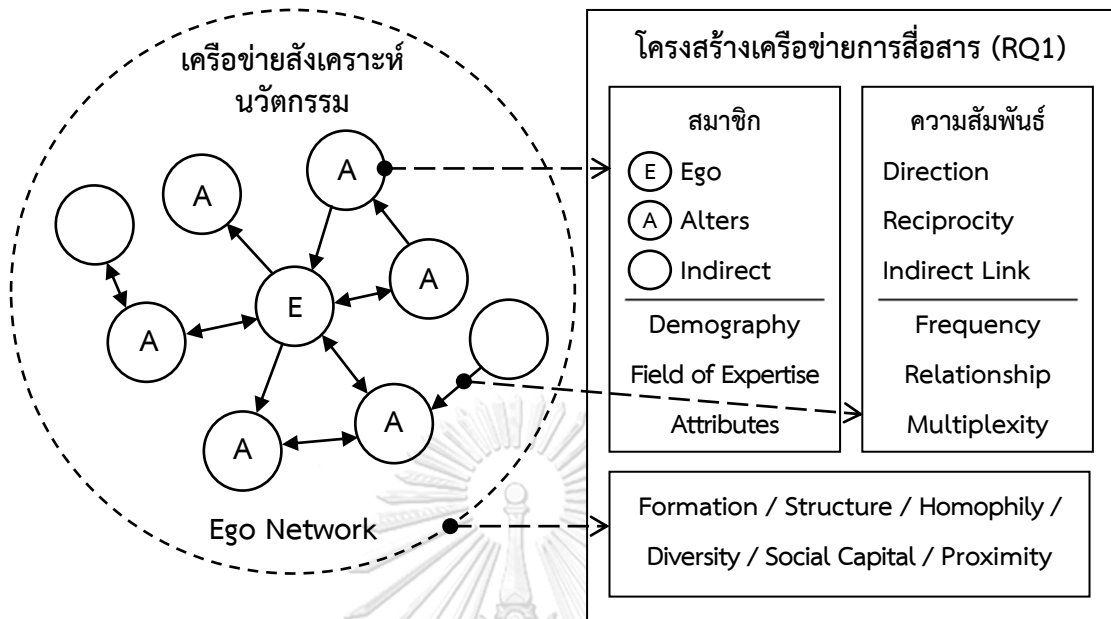 เครือข่ายสังเคราะห์
นวัตกรรม
A
A
A
E
A
A
A
Ego Network
โครงสร้างเครือข่ายการสื่อสาร (RQ1)
สมาชิก
E Ego
A Alters
Indirect
Demography
Field of Expertise
Attributes
ความสัมพันธ์
Direction
Reciprocity
Indirect Link
Frequency
Relationship
Multiplexity
Formation / Structure / Homophily /
Diversity / Social Capital / Proximity